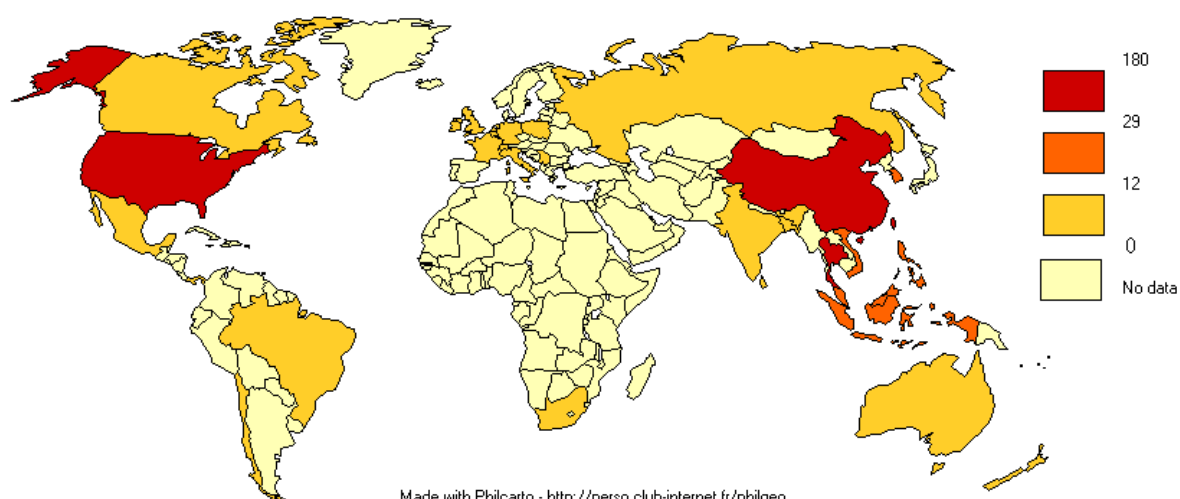 180
29
12
0
No data
Made with Philcarto - http://perso.club-internet.fr/philgeo